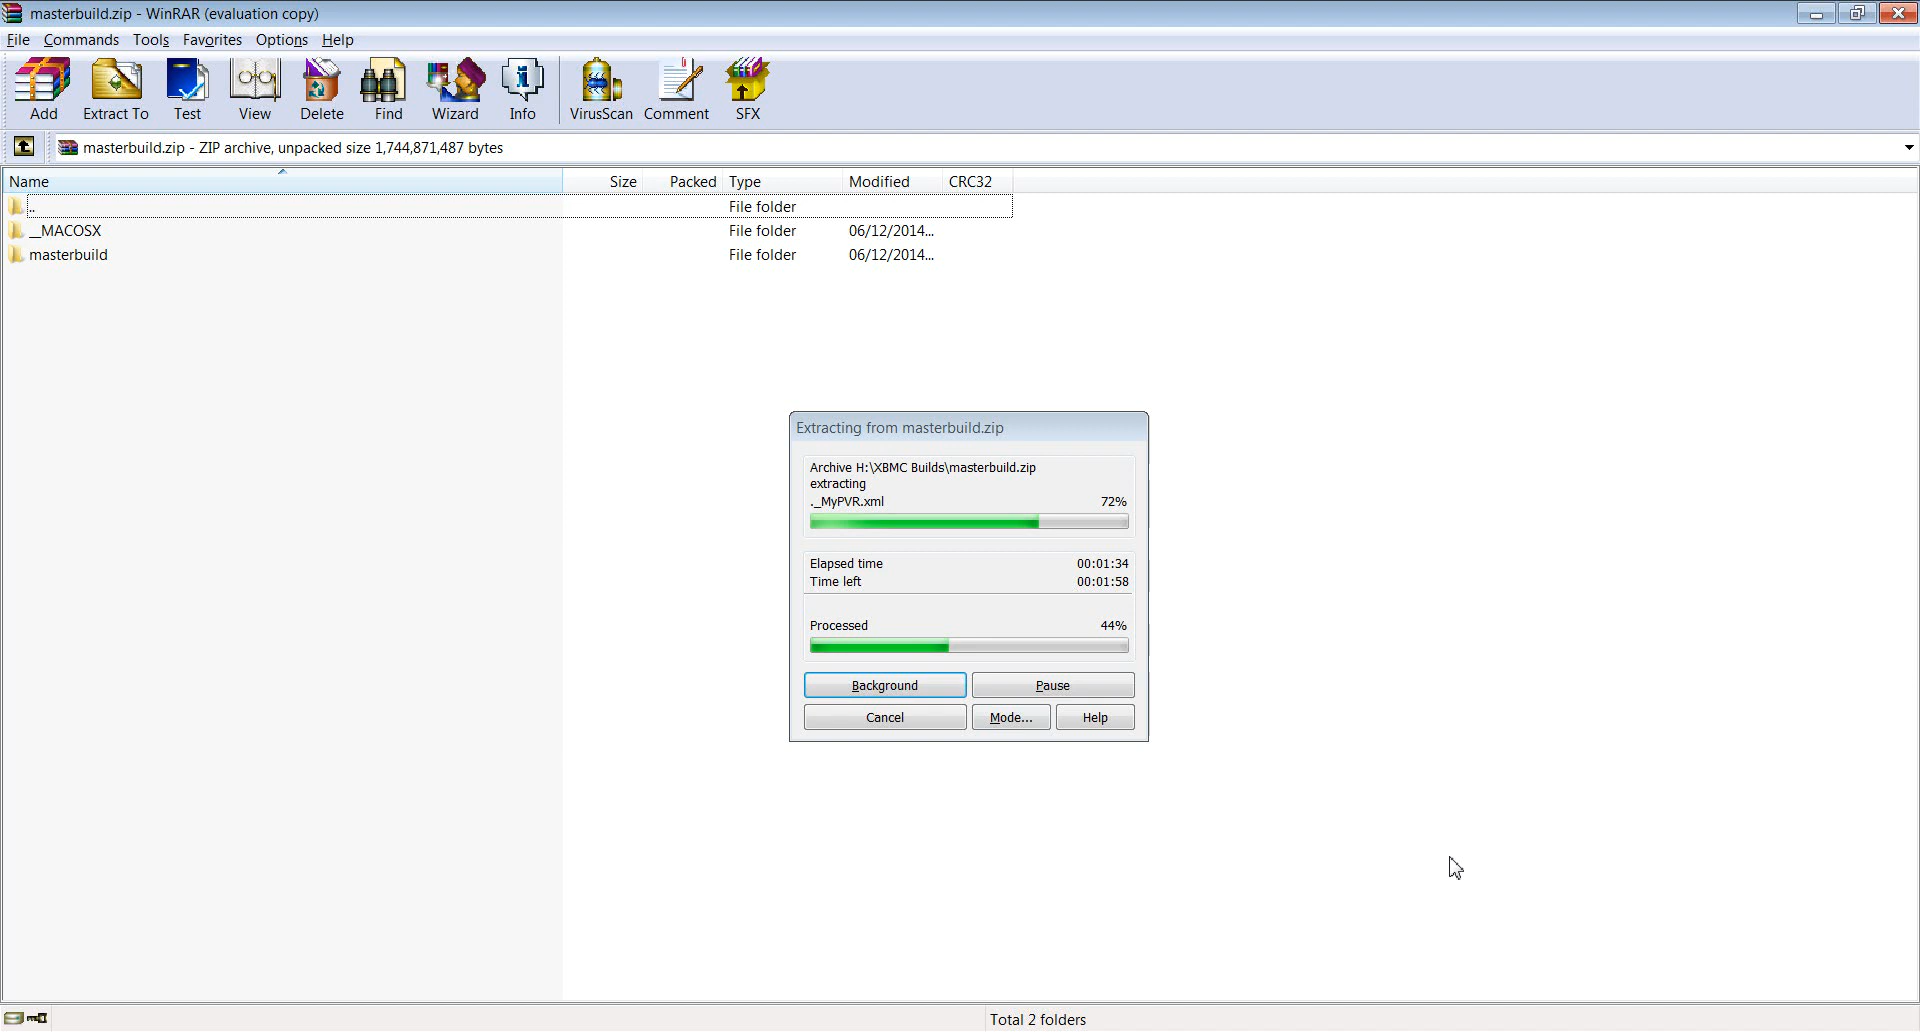 masterbuild.zip - WinRAR (evaluation copy)
File Commands Tools Favorites Options Help
Add Extract To Test View Delete Find Wizard Info VirusScan Comment SFX
masterbuild.zip - ZIP archive, unpacked size 1,744,871,487 bytes
Name Size Packed Type Modified CRC32
.. File folder
__MACOSX File folder 06/12/2014...
masterbuild File folder 06/12/2014...
Extracting from masterbuild.zip
Archive H:\XBMC Builds\masterbuild.zip
extracting
._MyPVR.xml 72%
Elapsed time 00:01:34
Time left 00:01:58
Processed 44%
Background Pause
Cancel Mode... Help
Total 2 folders